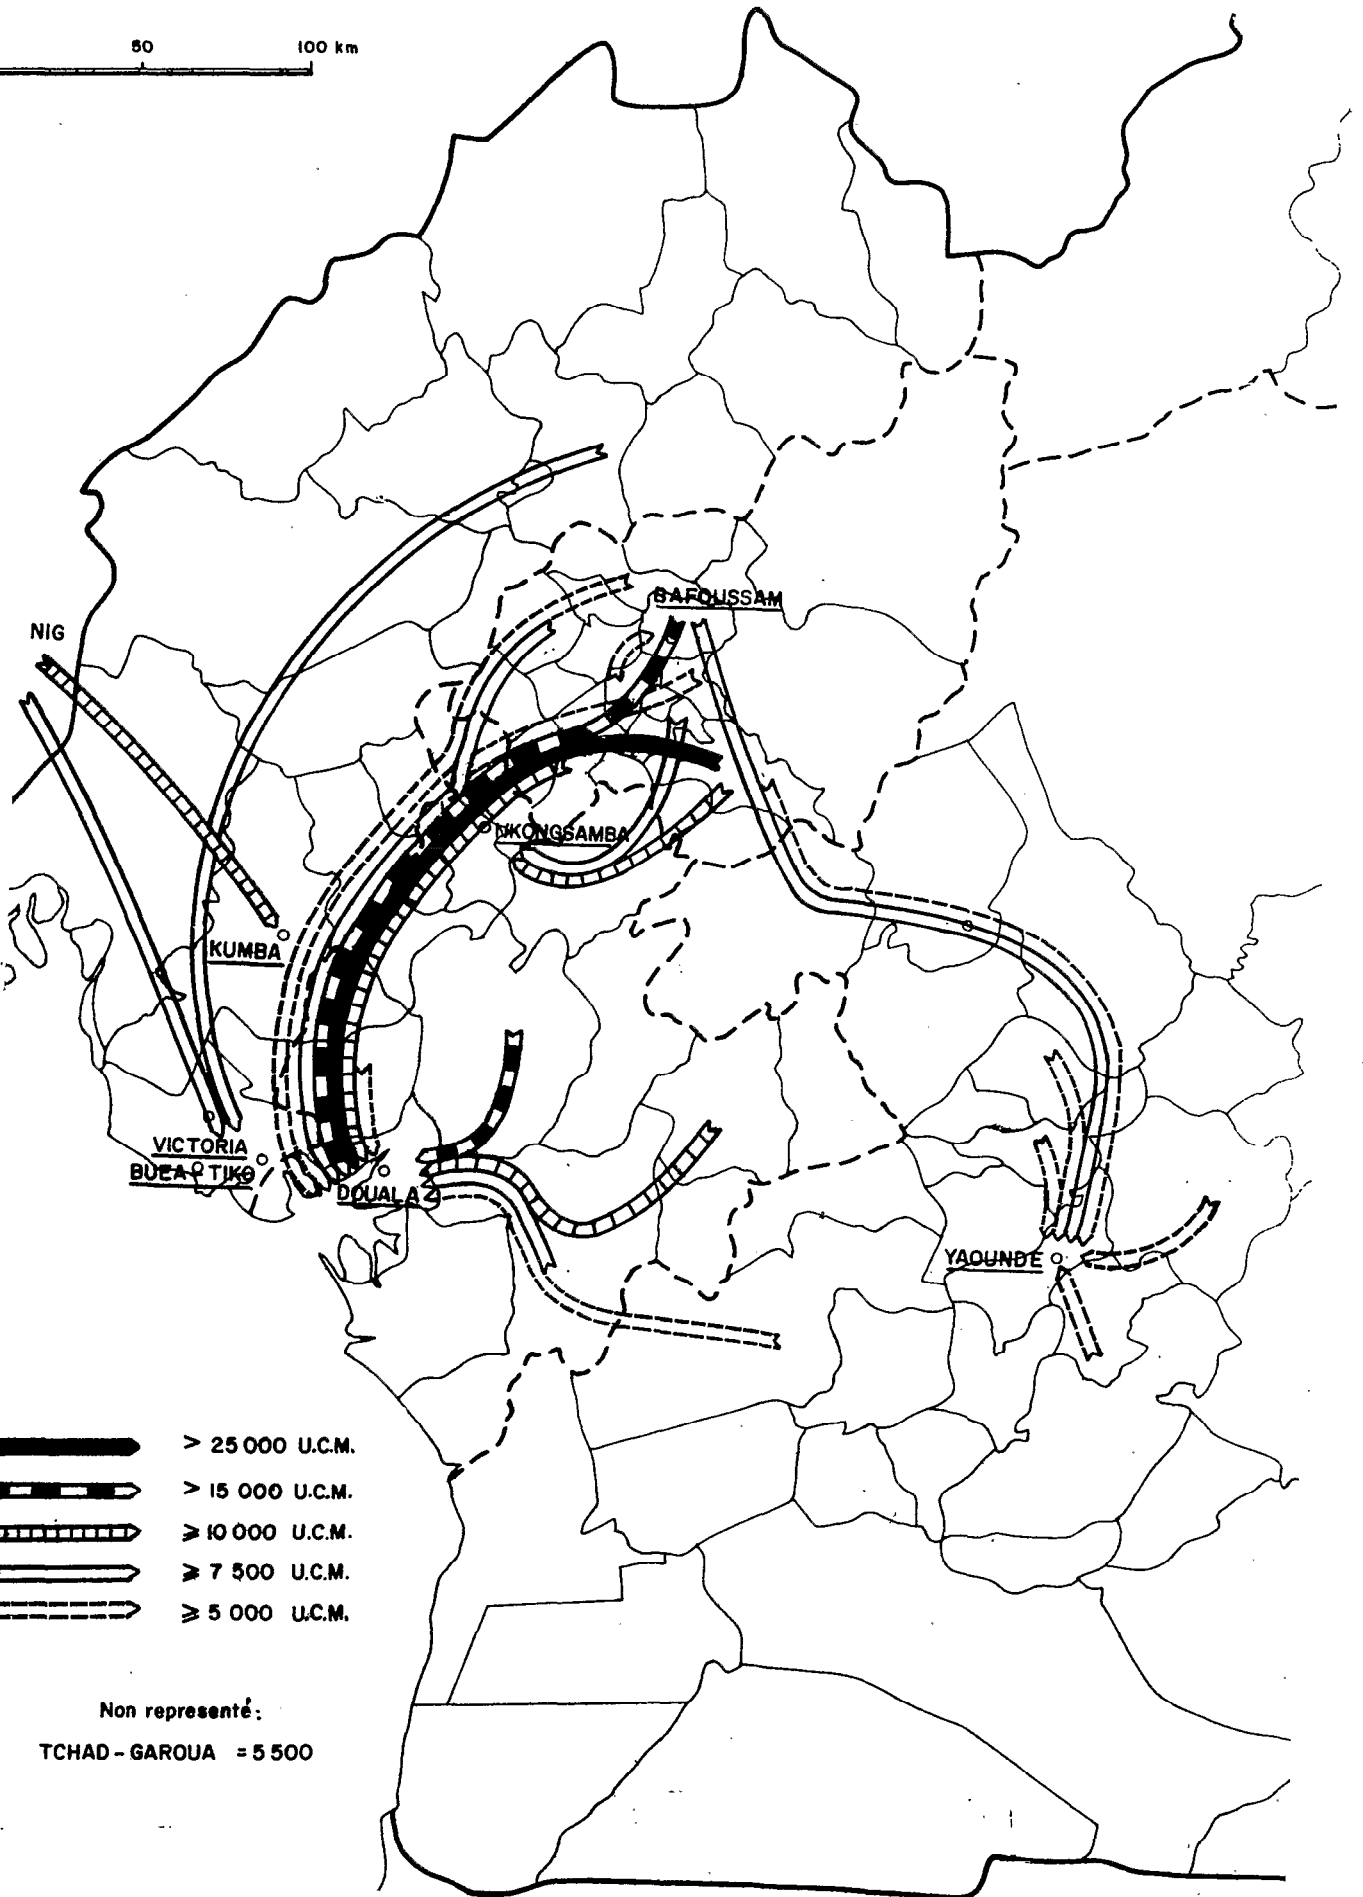 50 100 km
BAFOUSSAM
NIG
NKONGSAMBA
KUMBA
VICTORIA
BUEA-TIKO
DOUALA
YAOUNDE
> 25 000 U.C.M.
> 15 000 U.C.M.
⩾ 10 000 U.C.M.
⩾ 7 500 U.C.M.
⩾ 5 000 U.C.M.
Non representé:
TCHAD-GAROUA = 5 500